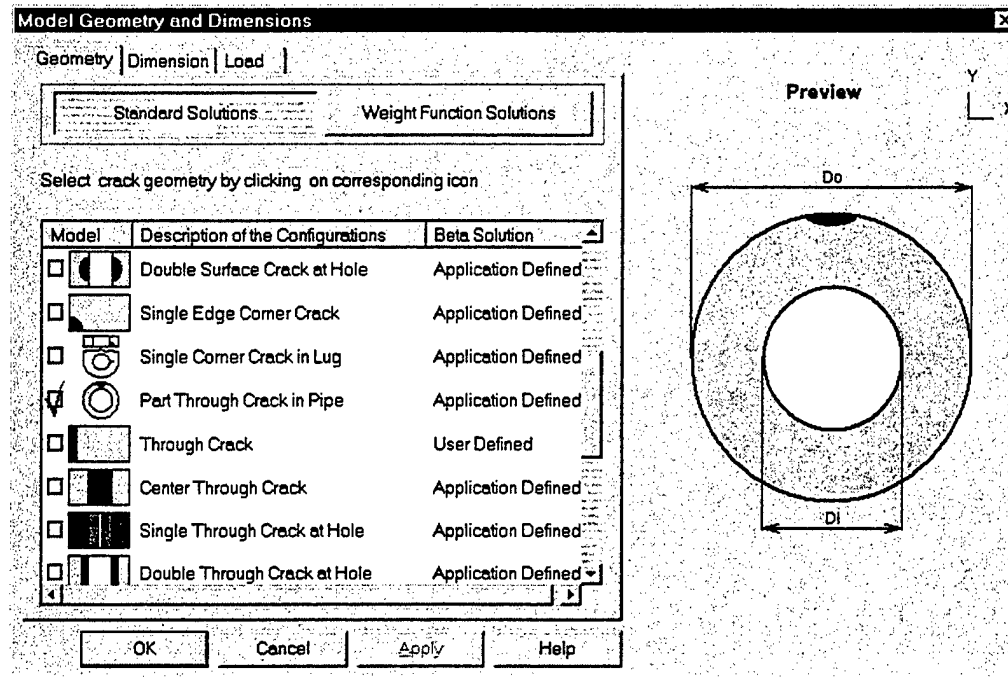 Model Geometry and Dimensions
Geometry Dimension Load
Standard Solutions Weight Function Solutions
Select crack geometry by clicking on corresponding icon
Model Description of the Configurations Beta Solution
Double Surface Crack at Hole Application Defined
Single Edge Corner Crack Application Defined
Single Corner Crack in Lug Application Defined
Part Through Crack in Pipe Application Defined
Through Crack User Defined
Center Through Crack Application Defined
Single Through Crack at Hole Application Defined
Double Through Crack at Hole Application Defined
OK Cancel Apply Help
Preview
Y
X
Do
Di